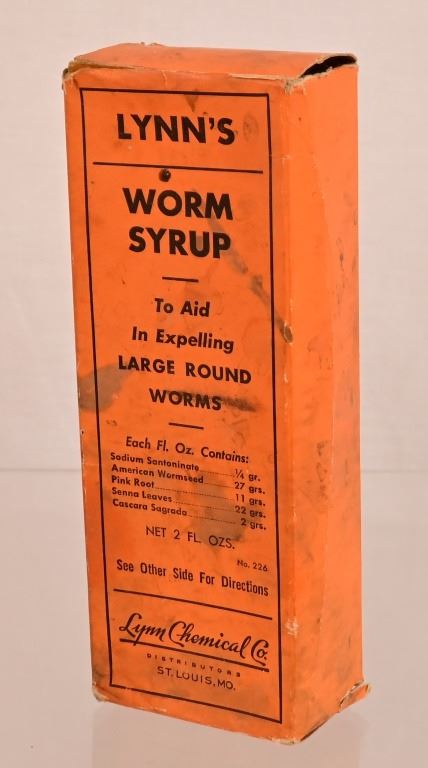 LYNN'S
WORM
SYRUP
To Aid
In Expelling
LARGE ROUND
WORMS
Each Fl. Oz. Contains:
Sodium Santoninate ¼ gr.
American Wormseed 27 grs.
Pink Root 11 grs.
Senna Leaves 22 grs.
Cascara Sagrada 2 grs.
NET 2 FL. OZS.
No. 226
See Other Side For Directions
Lynn Chemical Co.
DISTRIBUTORS
ST. LOUIS, MO.